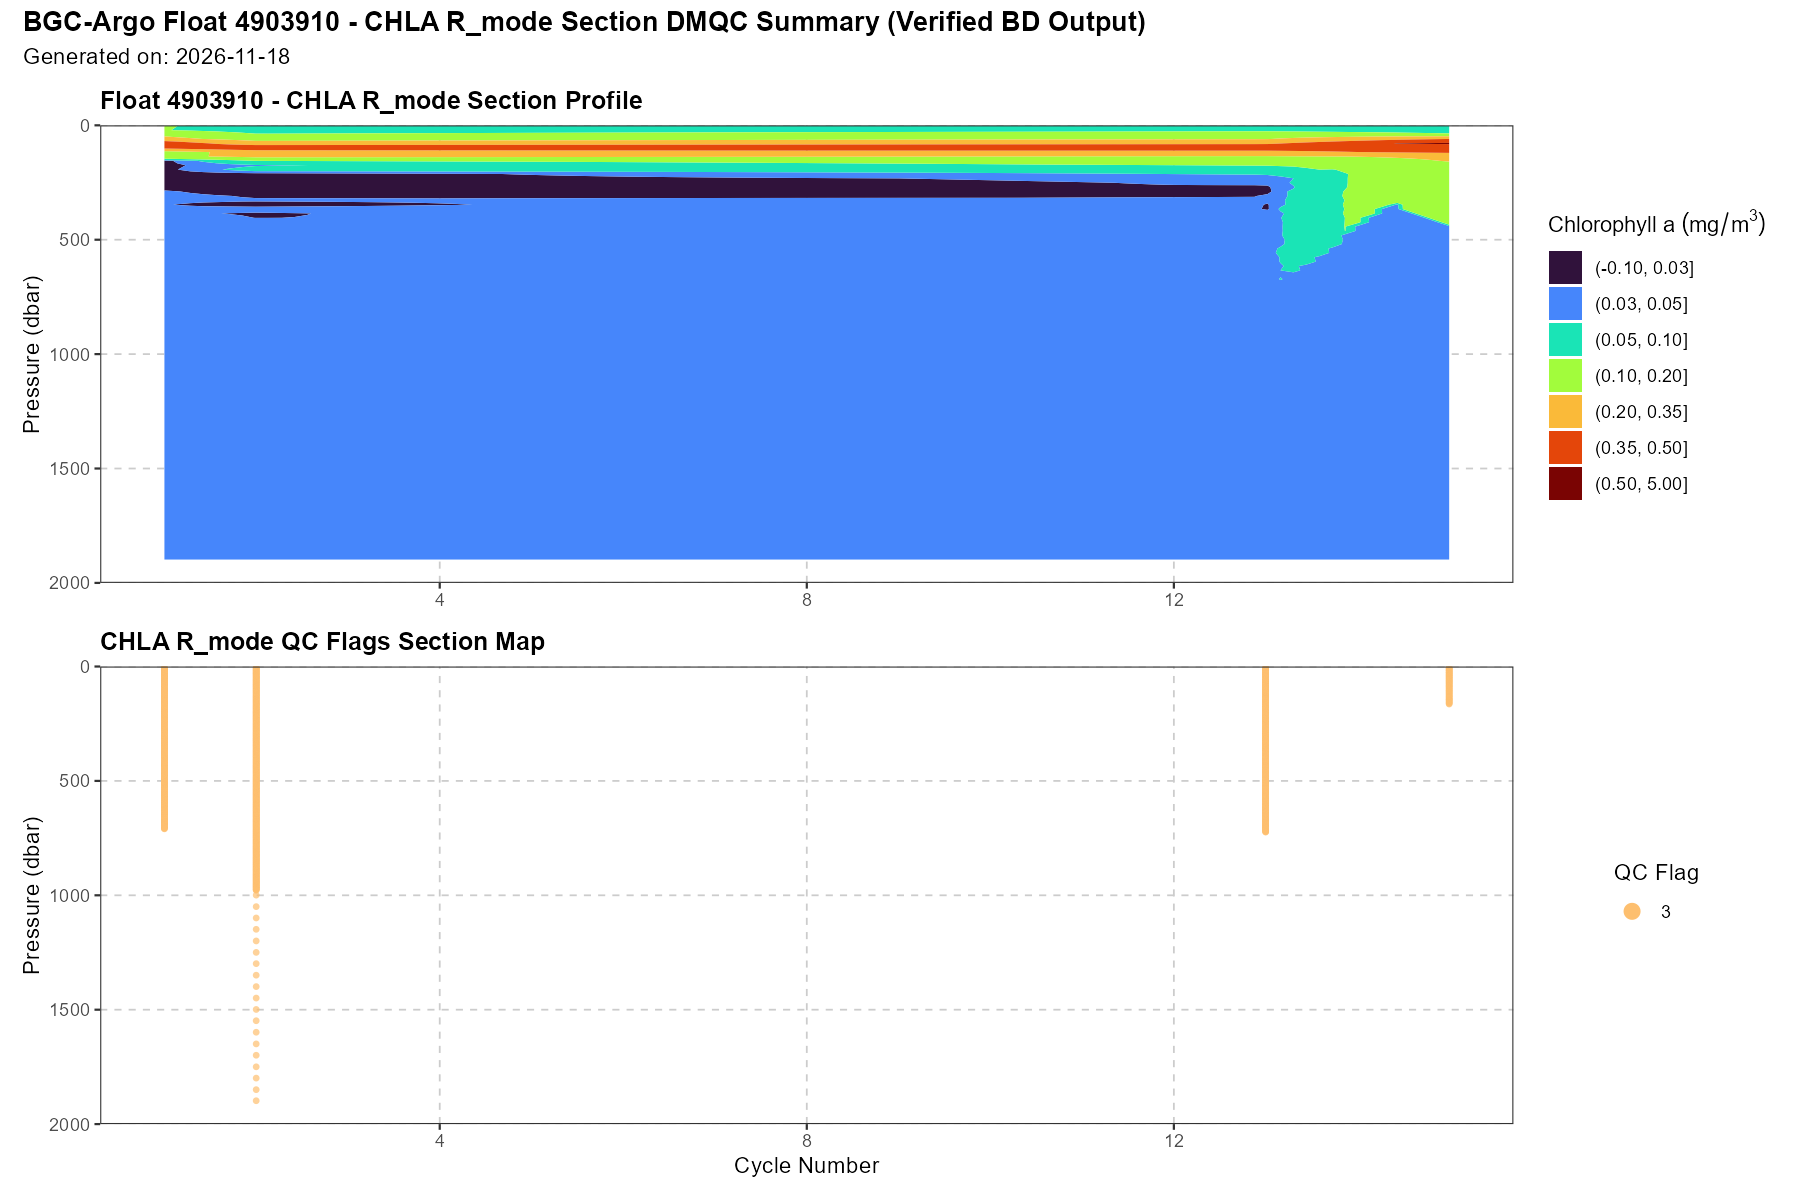 BGC-Argo Float 4903910 - CHLA R_mode Section DMQC Summary (Verified BD Output)
Generated on: 2026-11-18
Float 4903910 - CHLA R_mode Section Profile
0
500
1000
1500
2000
Pressure (dbar)
4
8
12
Chlorophyll a (mg/m³)
(-0.10, 0.03]
(0.03, 0.05]
(0.05, 0.10]
(0.10, 0.20]
(0.20, 0.35]
(0.35, 0.50]
(0.50, 5.00]
CHLA R_mode QC Flags Section Map
0
500
1000
1500
2000
Pressure (dbar)
4
8
12
Cycle Number
QC Flag
3